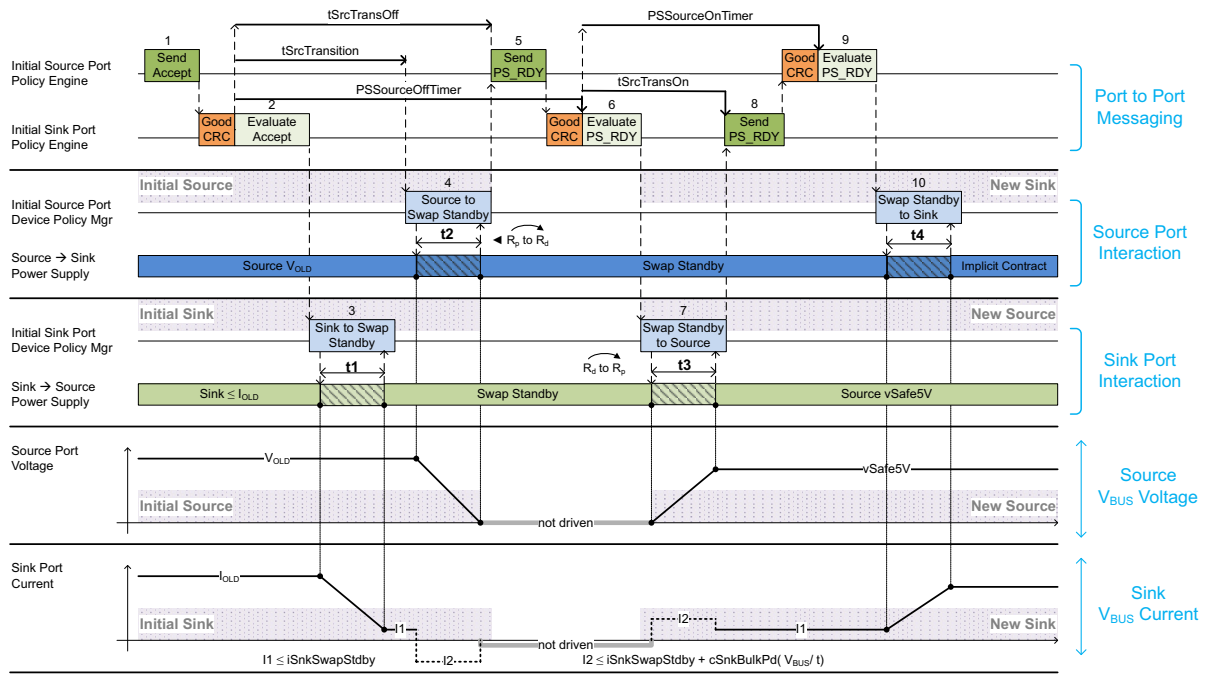 tSrcTransOff
PSSourceOnTimer
1
5
9
Initial Source Port
Policy Engine
Send
Accept
tSrcTransition
Send
PS_RDY
Good
CRC
Evaluate
PS_RDY
tSrcTransOn
PSSourceOffTimer
2
6
8
Initial Sink Port
Policy Engine
Good
CRC
Evaluate
Accept
Good
CRC
Evaluate
PS_RDY
Send
PS_RDY
Port to Port
Messaging
Initial Source
New Sink
4
10
Initial Source Port
Device Policy Mgr
Source to
Swap Standby
Swap Standby
to Sink
t2
Rp to Rd
t4
Source → Sink
Power Supply
Source VOLD
Swap Standby
Implicit Contract
Source Port
Interaction
Initial Sink
New Source
3
7
Initial Sink Port
Device Policy Mgr
Sink to Swap
Standby
Swap Standby
to Source
t1
Rd to Rp
t3
Sink → Source
Power Supply
Sink ≤ IOLD
Swap Standby
Source vSafe5V
Sink Port
Interaction
Source Port
Voltage
VOLD
vSafe5V
Initial Source
New Source
not driven
Source
VBUS Voltage
Sink Port
Current
IOLD
Initial Sink
New Sink
I1
I2
not driven
I2
I1
I1 ≤ iSnkSwapStdby
I2 ≤ iSnkSwapStdby + cSnkBulkPd( VBUS/ t)
Sink
VBUS Current